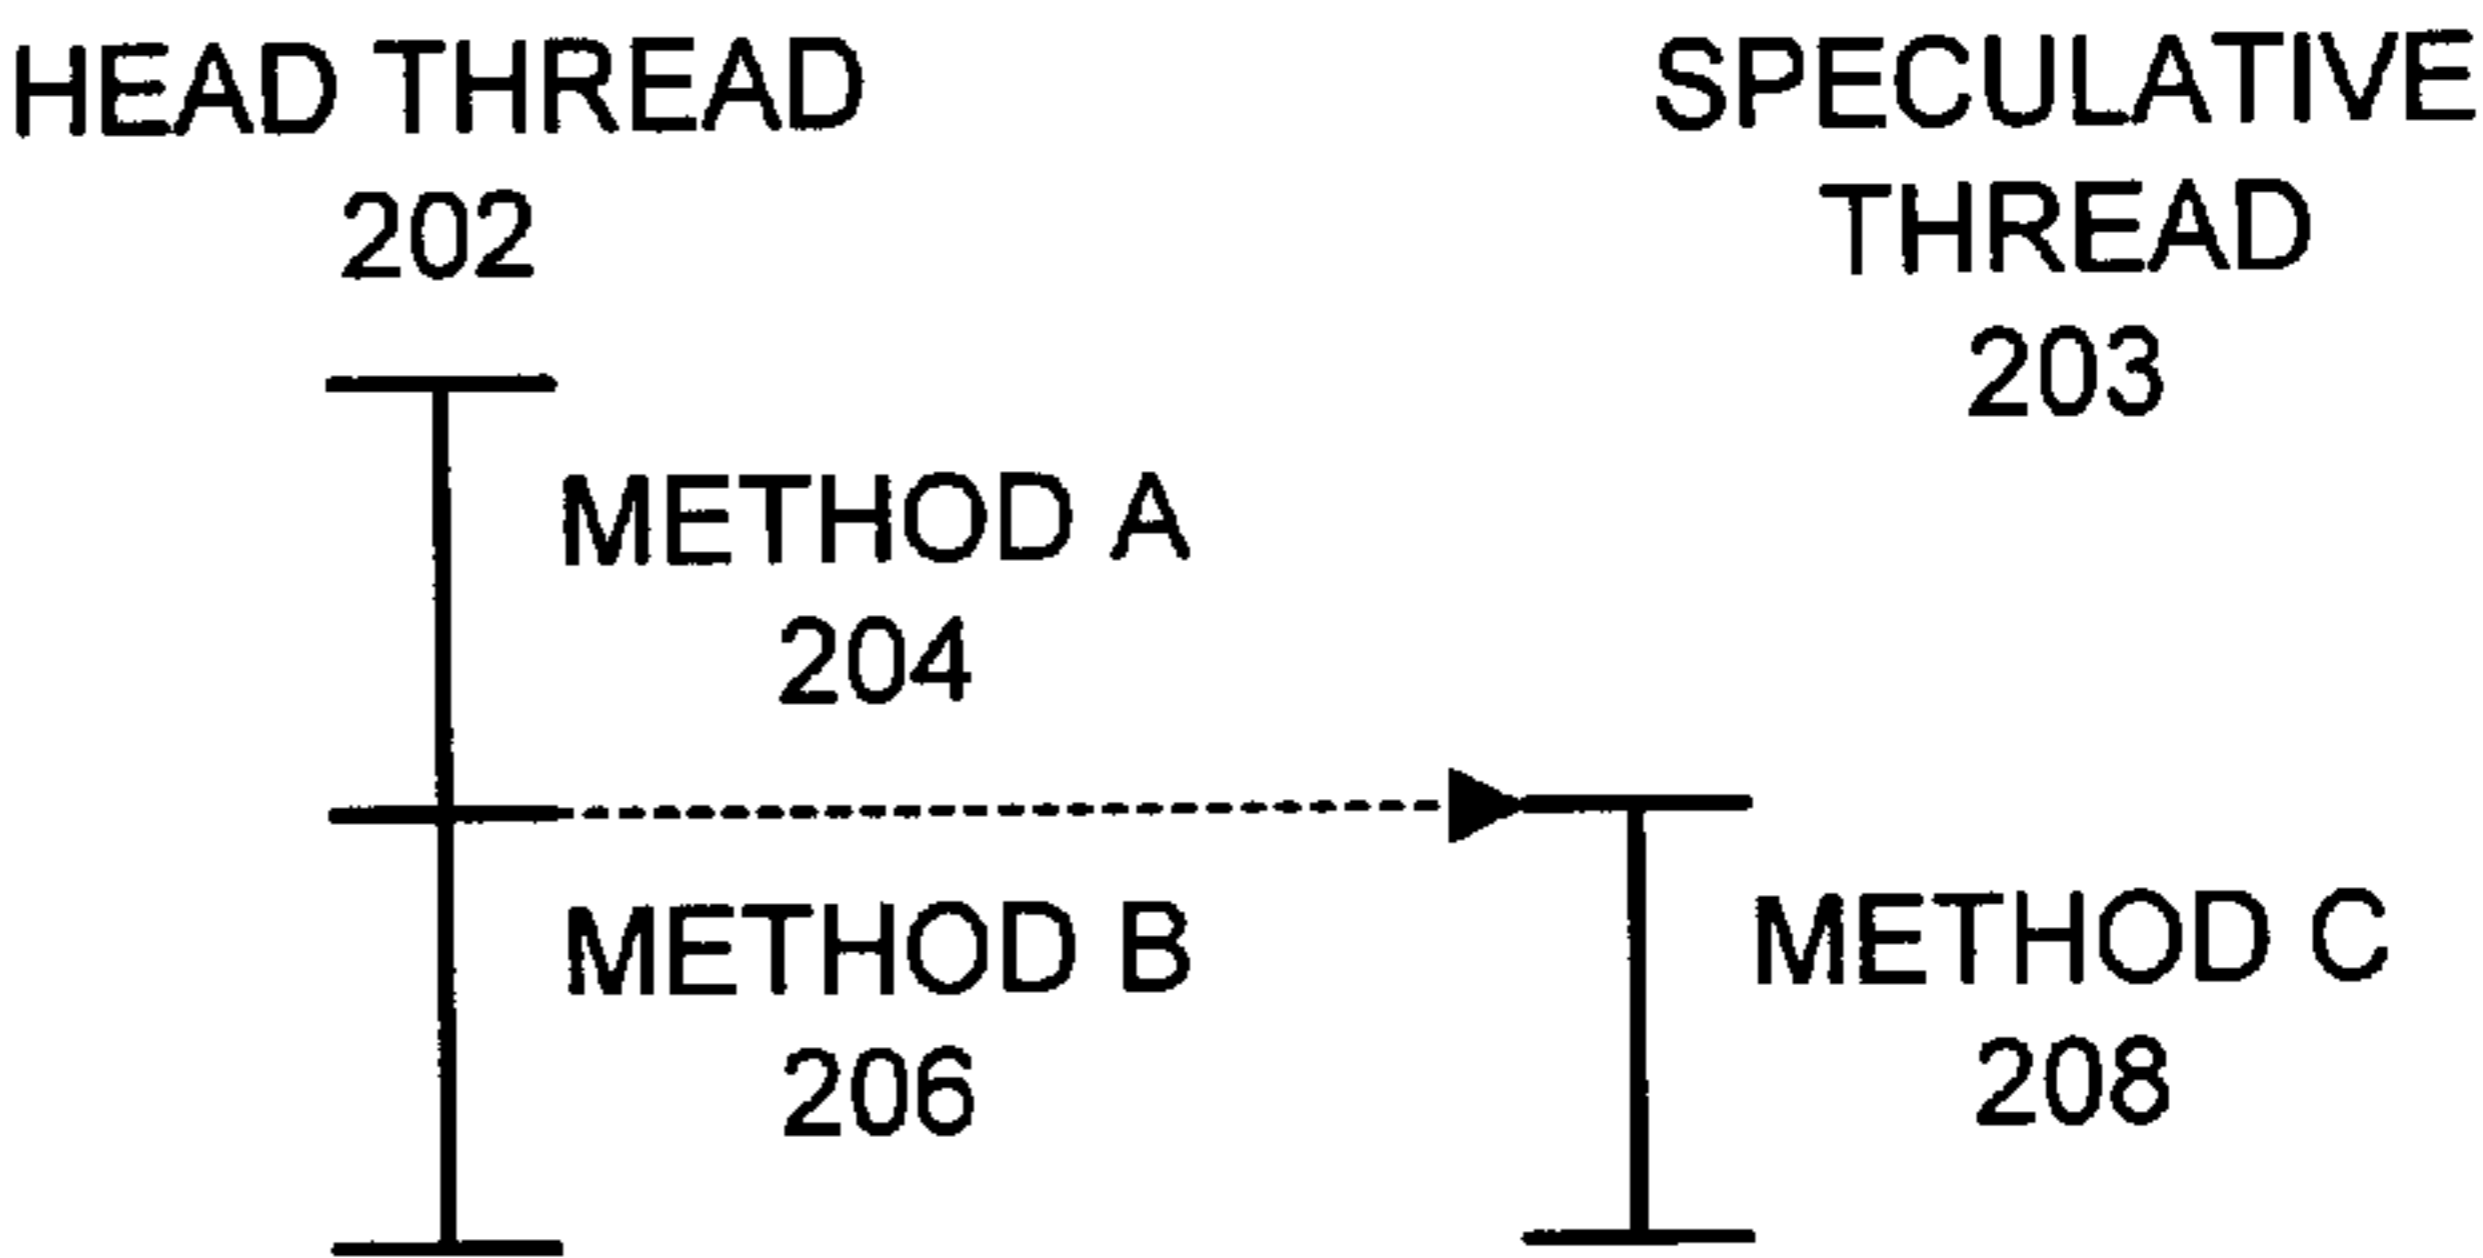 HEAD THREAD
202
SPECULATIVE
THREAD
203
METHOD A
204
METHOD B
206
METHOD C
208